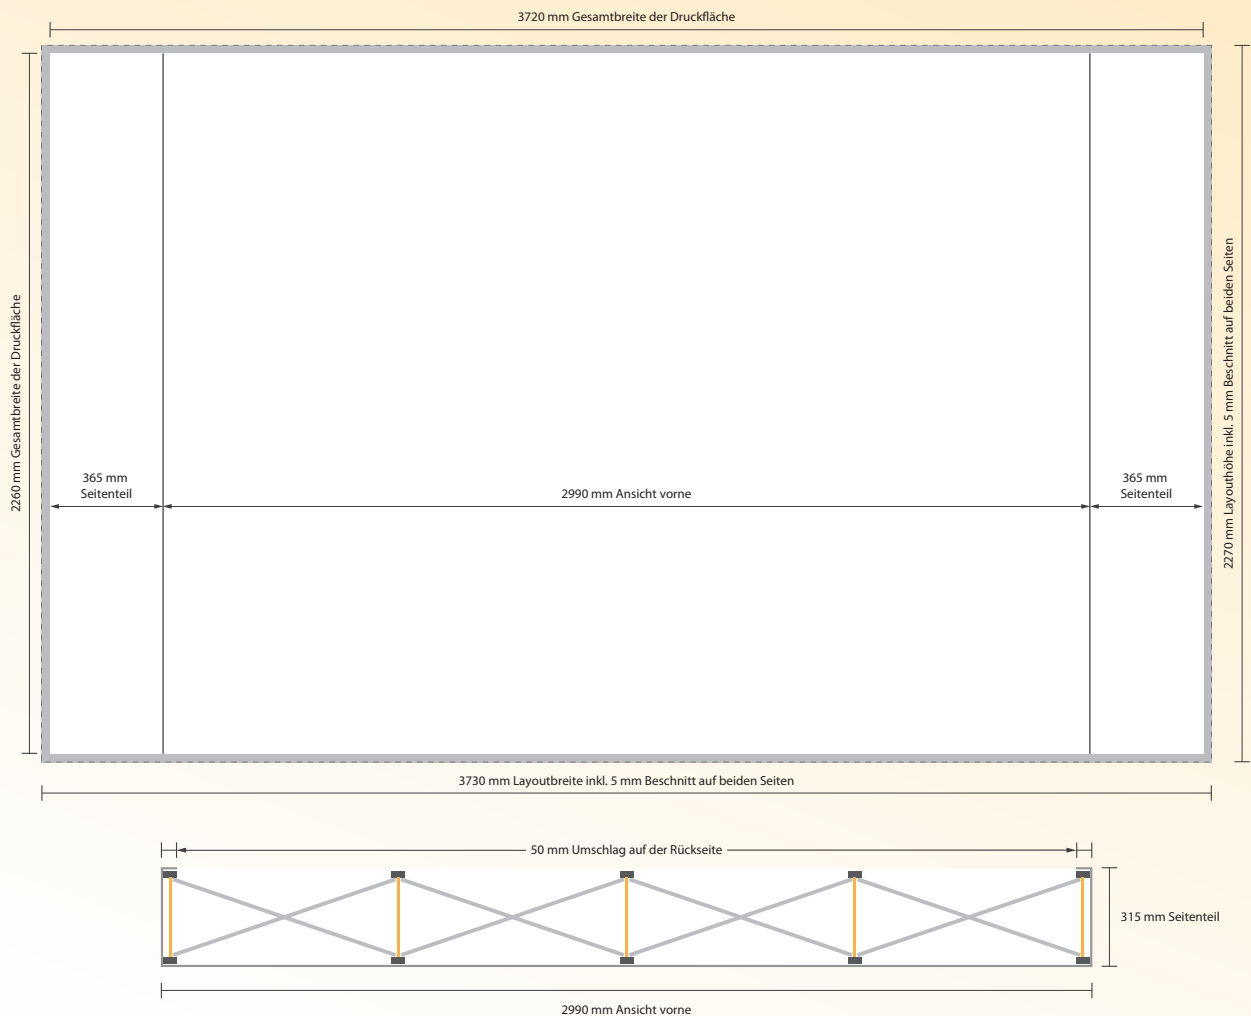 3720 mm Gesamtbreite der Druckfläche
2260 mm Gesamtbreite der Druckfläche
2270 mm Layouthöhe inkl. 5 mm Beschnitt auf beiden Seiten
365 mm
Seitenteil
2990 mm Ansicht vorne
365 mm
Seitenteil
3730 mm Layoutbreite inkl. 5 mm Beschnitt auf beiden Seiten
50 mm Umschlag auf der Rückseite
315 mm Seitenteil
2990 mm Ansicht vorne